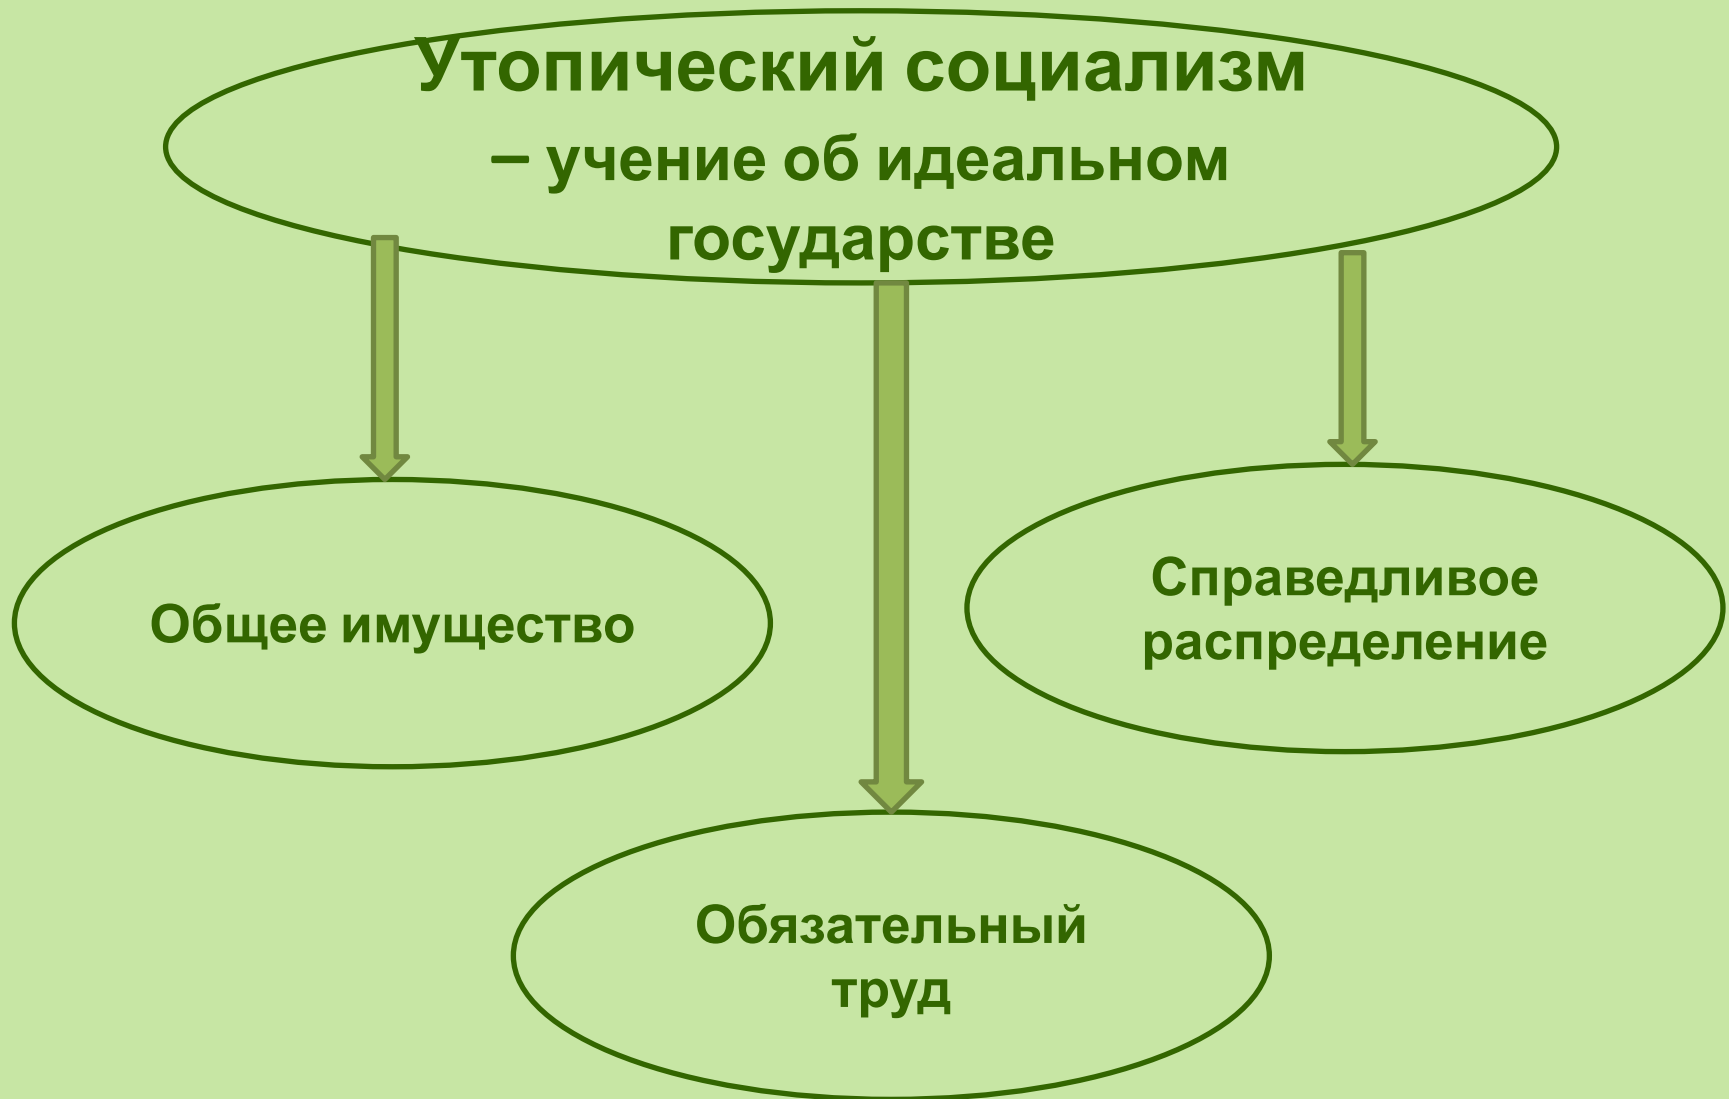 Утопический социализм
– учение об идеальном
государстве
Общее имущество
Справедливое
распределение
Обязательный
труд